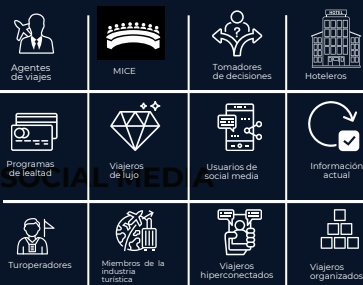 HOTEL
Agentes
de viajes
MICE
Tomadores
de decisiones
Hoteleros
Programas
de lealtad
Viajeros
de lujo
Usuarios de
social media
Información
actual
SOCIAL MEDIA
Turoperadores
Miembros de la
industria
turística
Viajeros
hiperconectados
Viajeros
organizados